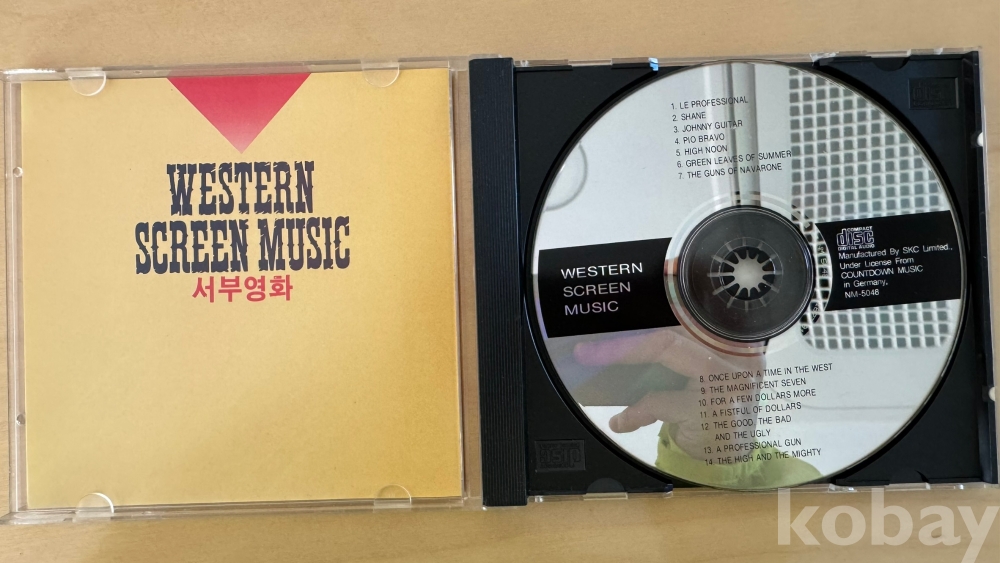 WESTERN
SCREEN MUSIC
서부영화
1. LE PROFESSIONAL
2. SHANE
3. JOHNNY GUITAR
4. PIO BRAVO
5. HIGH NOON
6. GREEN LEAVES OF SUMMER
7. THE GUNS OF NAVARONE
WESTERN
SCREEN
MUSIC
COMPACT
disc
DIGITAL AUDIO
Manufactured By SKC Limited.,
Under License From
COUNTDOWN MUSIC
in Germany.
NM-5048
8. ONCE UPON A TIME IN THE WEST
9. THE MAGNIFICENT SEVEN
10. FOR A FEW DOLLARS MORE
11. A FISTFUL OF DOLLARS
12. THE GOOD, THE BAD
AND THE UGLY
13. A PROFESSIONAL GUN
14. THE HIGH AND THE MIGHTY
kobay